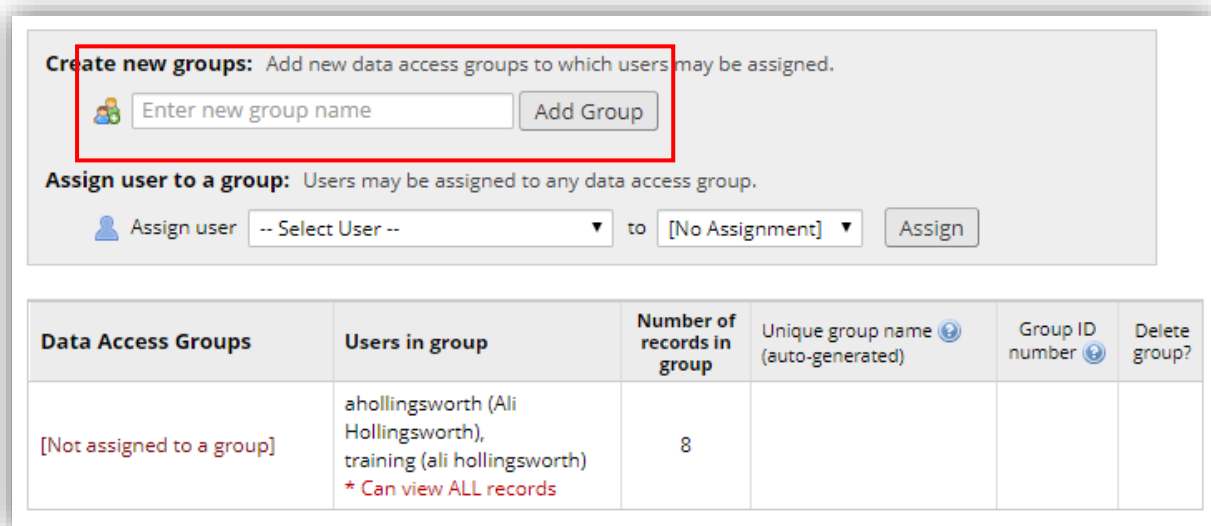 Create new groups: Add new data access groups to which users may be assigned.
Enter new group name Add Group
Assign user to a group: Users may be assigned to any data access group.
Assign user -- Select User -- to [No Assignment] Assign
Data Access Groups Users in group Number of records in group Unique group name (auto-generated) Group ID number Delete group?
[Not assigned to a group]
ahollingsworth (Ali
Hollingsworth),
training (ali hollingsworth)
* Can view ALL records
8